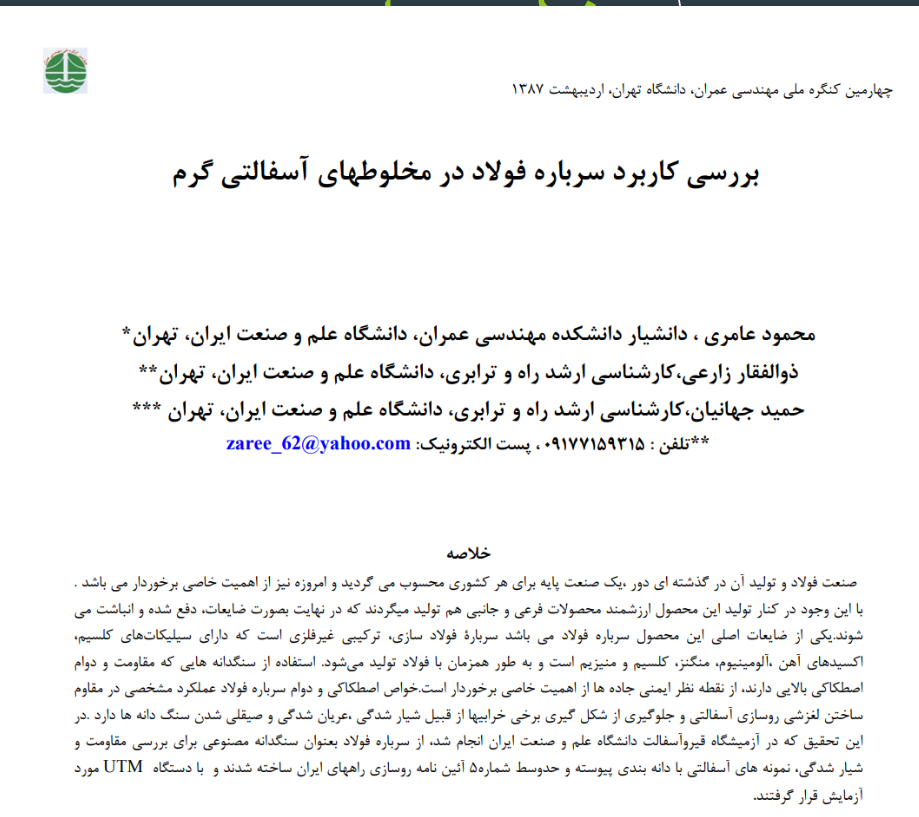 چهارمین کنگره ملی مهندسی عمران، دانشگاه تهران، اردیبهشت ۱۳۸۷
بررسی کاربرد سرباره فولاد در مخلوطهای آسفالتی گرم
محمود عامری ، دانشیار دانشکده مهندسی عمران، دانشگاه علم و صنعت ایران، تهران*
ذوالفقار زارعی،کارشناسی ارشد راه و ترابری، دانشگاه علم و صنعت ایران، تهران**
حمید جهانیان،کارشناسی ارشد راه و ترابری، دانشگاه علم و صنعت ایران، تهران ***
**تلفن : ۰۹۱۷۷۱۵۹۳۱۵ ، پست الکترونیک: zaree_62@yahoo.com
خلاصه
صنعت فولاد و تولید آن در گذشته ای دور ،یک صنعت پایه برای هر کشوری محسوب می گردید و امروزه نیز از اهمیت خاصی برخوردار می باشد .
با این وجود در کنار تولید این محصول ارزشمند محصولات فرعی و جانبی هم تولید میگردند که در نهایت بصورت ضایعات، دفع شده و انباشت می
شوند.یکی از ضایعات اصلی این محصول سرباره فولاد می باشد سربارۀ فولاد سازی، ترکیبی غیرفلزی است که دارای سیلیکات‌های کلسیم،
اکسیدهای آهن ،آلومینیوم، منگنز، کلسیم و منیزیم است و به طور همزمان با فولاد تولید می‌شود. استفاده از سنگدانه هایی که مقاومت و دوام
اصطکاکی بالایی دارند، از نقطه نظر ایمنی جاده ها از اهمیت خاصی برخوردار است.خواص اصطکاکی و دوام سرباره فولاد عملکرد مشخصی در مقاوم
ساختن لغزشی روسازی آسفالتی و جلوگیری از شکل گیری برخی خرابیها از قبیل شیار شدگی ،عریان شدگی و صیقلی شدن سنگ دانه ها دارد .در
این تحقیق که در آزمیشگاه قیروآسفالت دانشگاه علم و صنعت ایران انجام شد، از سرباره فولاد بعنوان سنگدانه مصنوعی برای بررسی مقاومت و
شیار شدگی، نمونه های آسفالتی با دانه بندی پیوسته و حدوسط شماره۵ آئین نامه روسازی راههای ایران ساخته شدند و با دستگاه UTM مورد
آزمایش قرار گرفتند.